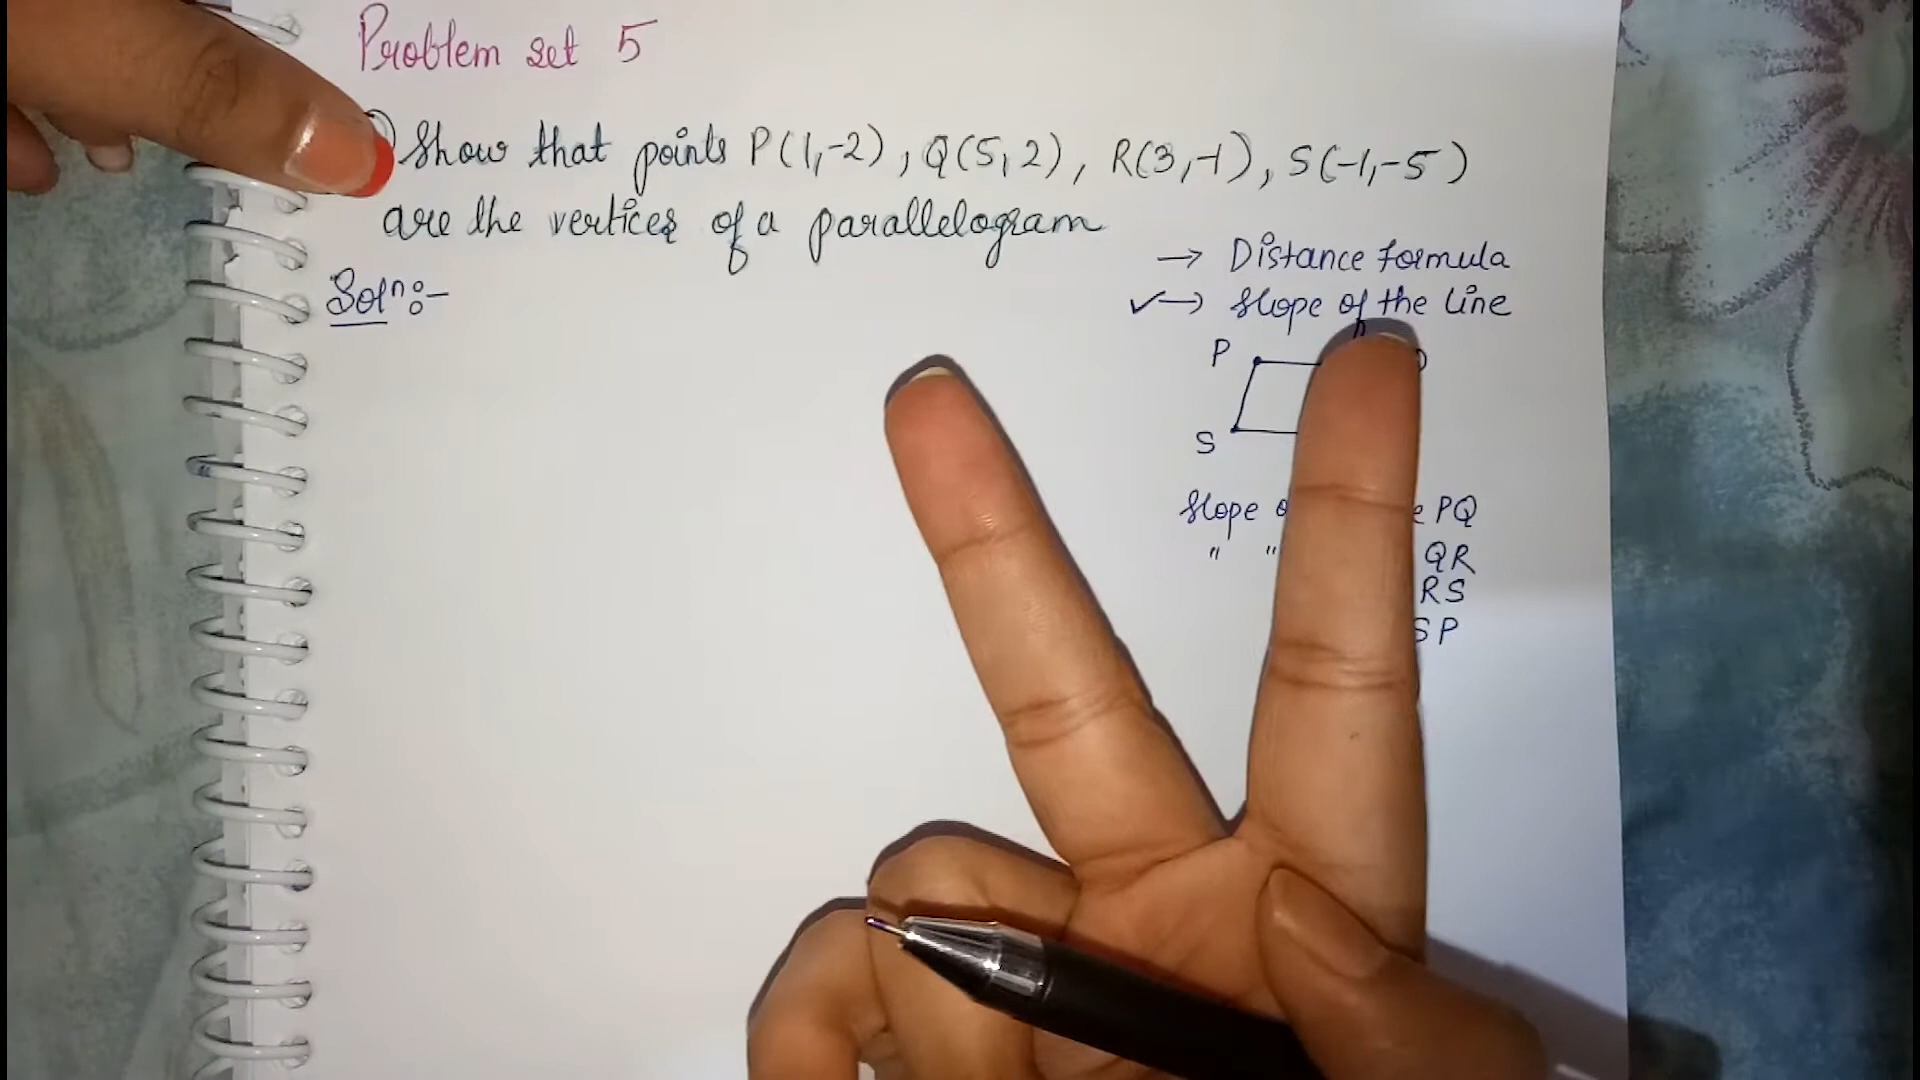 Problem set 5
Show that points P(1,-2), Q(5,2), R(3,-1), S(-1,-5)
are the vertices of a parallelogram
→ Distance formula
Solⁿ:-
✓→ Slope of the line
P
S
Slope PQ
" " QR
RS
SP